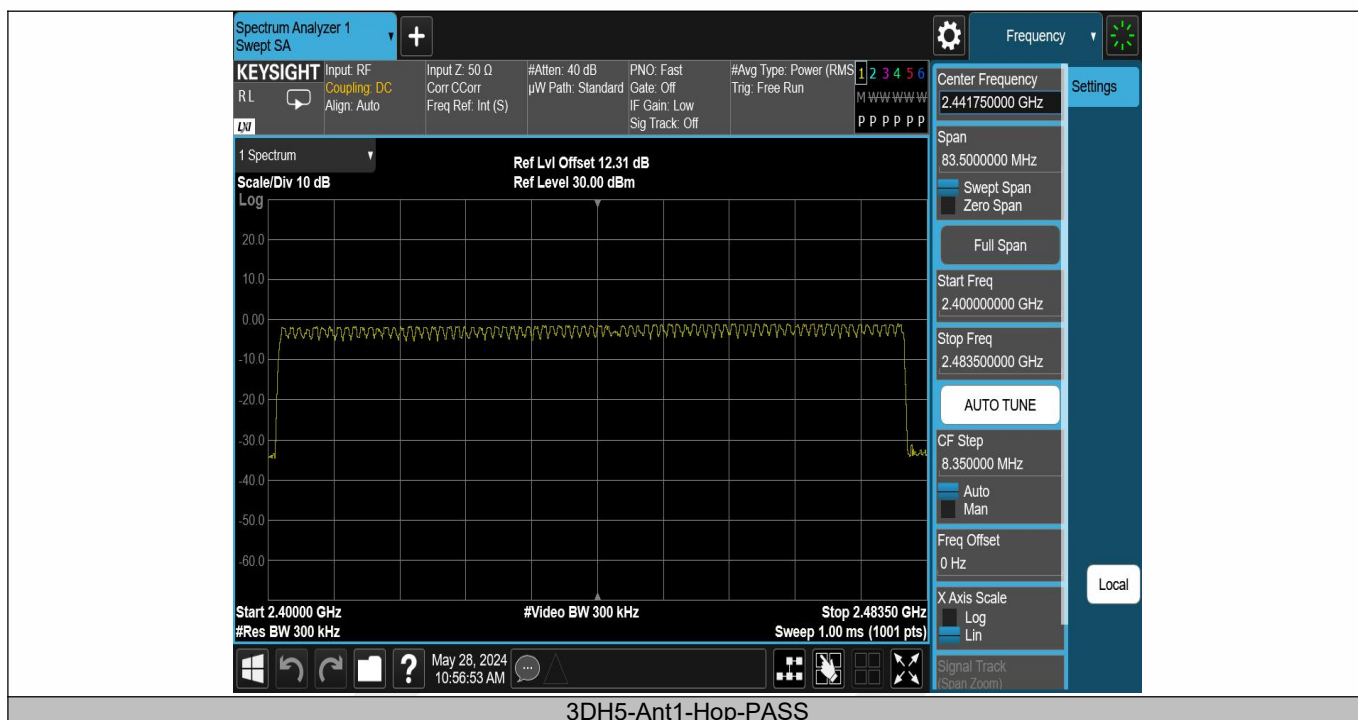 Spectrum Analyzer 1
Swept SA
+
Frequency
KEYSIGHT
Input: RF
Input Z: 50 Ω
#Atten: 40 dB
PNO: Fast
#Avg Type: Power (RMS
1 2 3 4 5 6
R L
Coupling: DC
Corr CCorr
µW Path: Standard
Gate: Off
Trig: Free Run
Align: Auto
Freq Ref: Int (S)
IF Gain: Low
M W W W W W
LXI
Sig Track: Off
P P P P P P
Center Frequency
2.441750000 GHz
Settings
Span
83.5000000 MHz
Swept Span
Zero Span
Full Span
Start Freq
2.400000000 GHz
Stop Freq
2.483500000 GHz
AUTO TUNE
CF Step
8.350000 MHz
Auto
Man
Freq Offset
0 Hz
X Axis Scale
Log
Lin
Signal Track
(Span Zoom)
Local
1 Spectrum
Ref Lvl Offset 12.31 dB
Scale/Div 10 dB
Ref Level 30.00 dBm
Log
20.0
10.0
0.00
-10.0
-20.0
-30.0
-40.0
-50.0
-60.0
Start 2.40000 GHz
#Video BW 300 kHz
Stop 2.48350 GHz
#Res BW 300 kHz
Sweep 1.00 ms (1001 pts)
?
May 28, 2024
10:56:53 AM
3DH5-Ant1-Hop-PASS